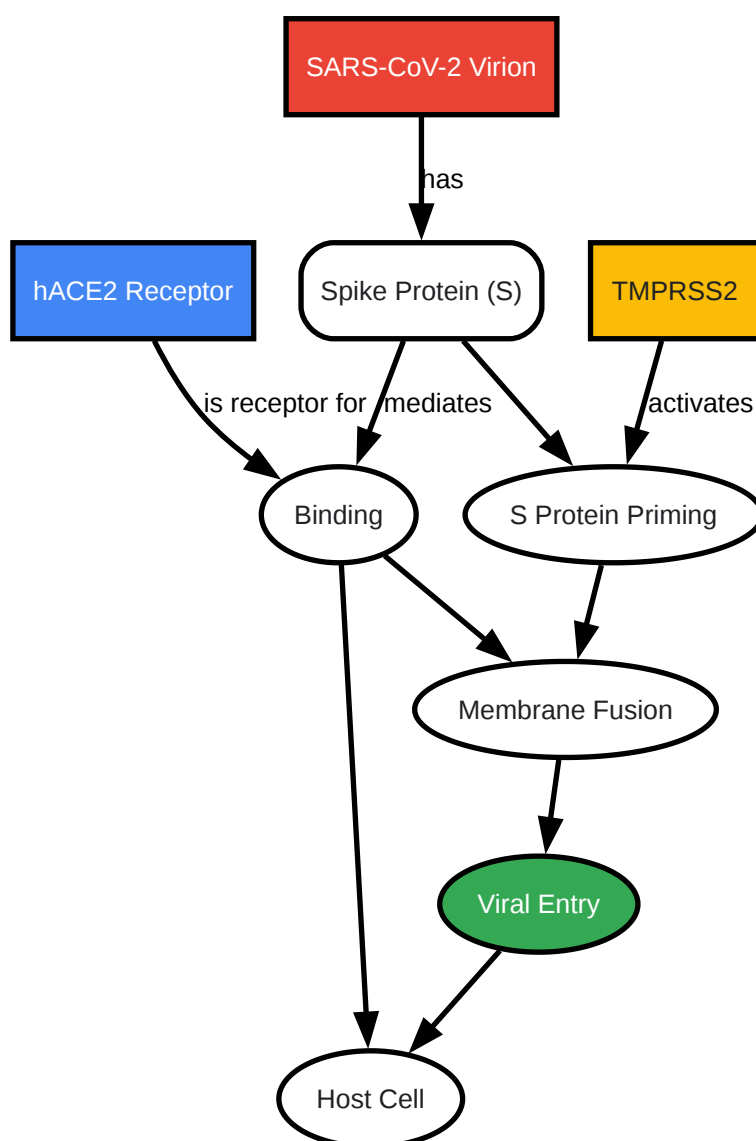 SARS-CoV-2 Virion
has
hACE2 Receptor
Spike Protein (S)
TMPRSS2
is receptor for
mediates
activates
Binding
S Protein Priming
Membrane Fusion
Viral Entry
Host Cell